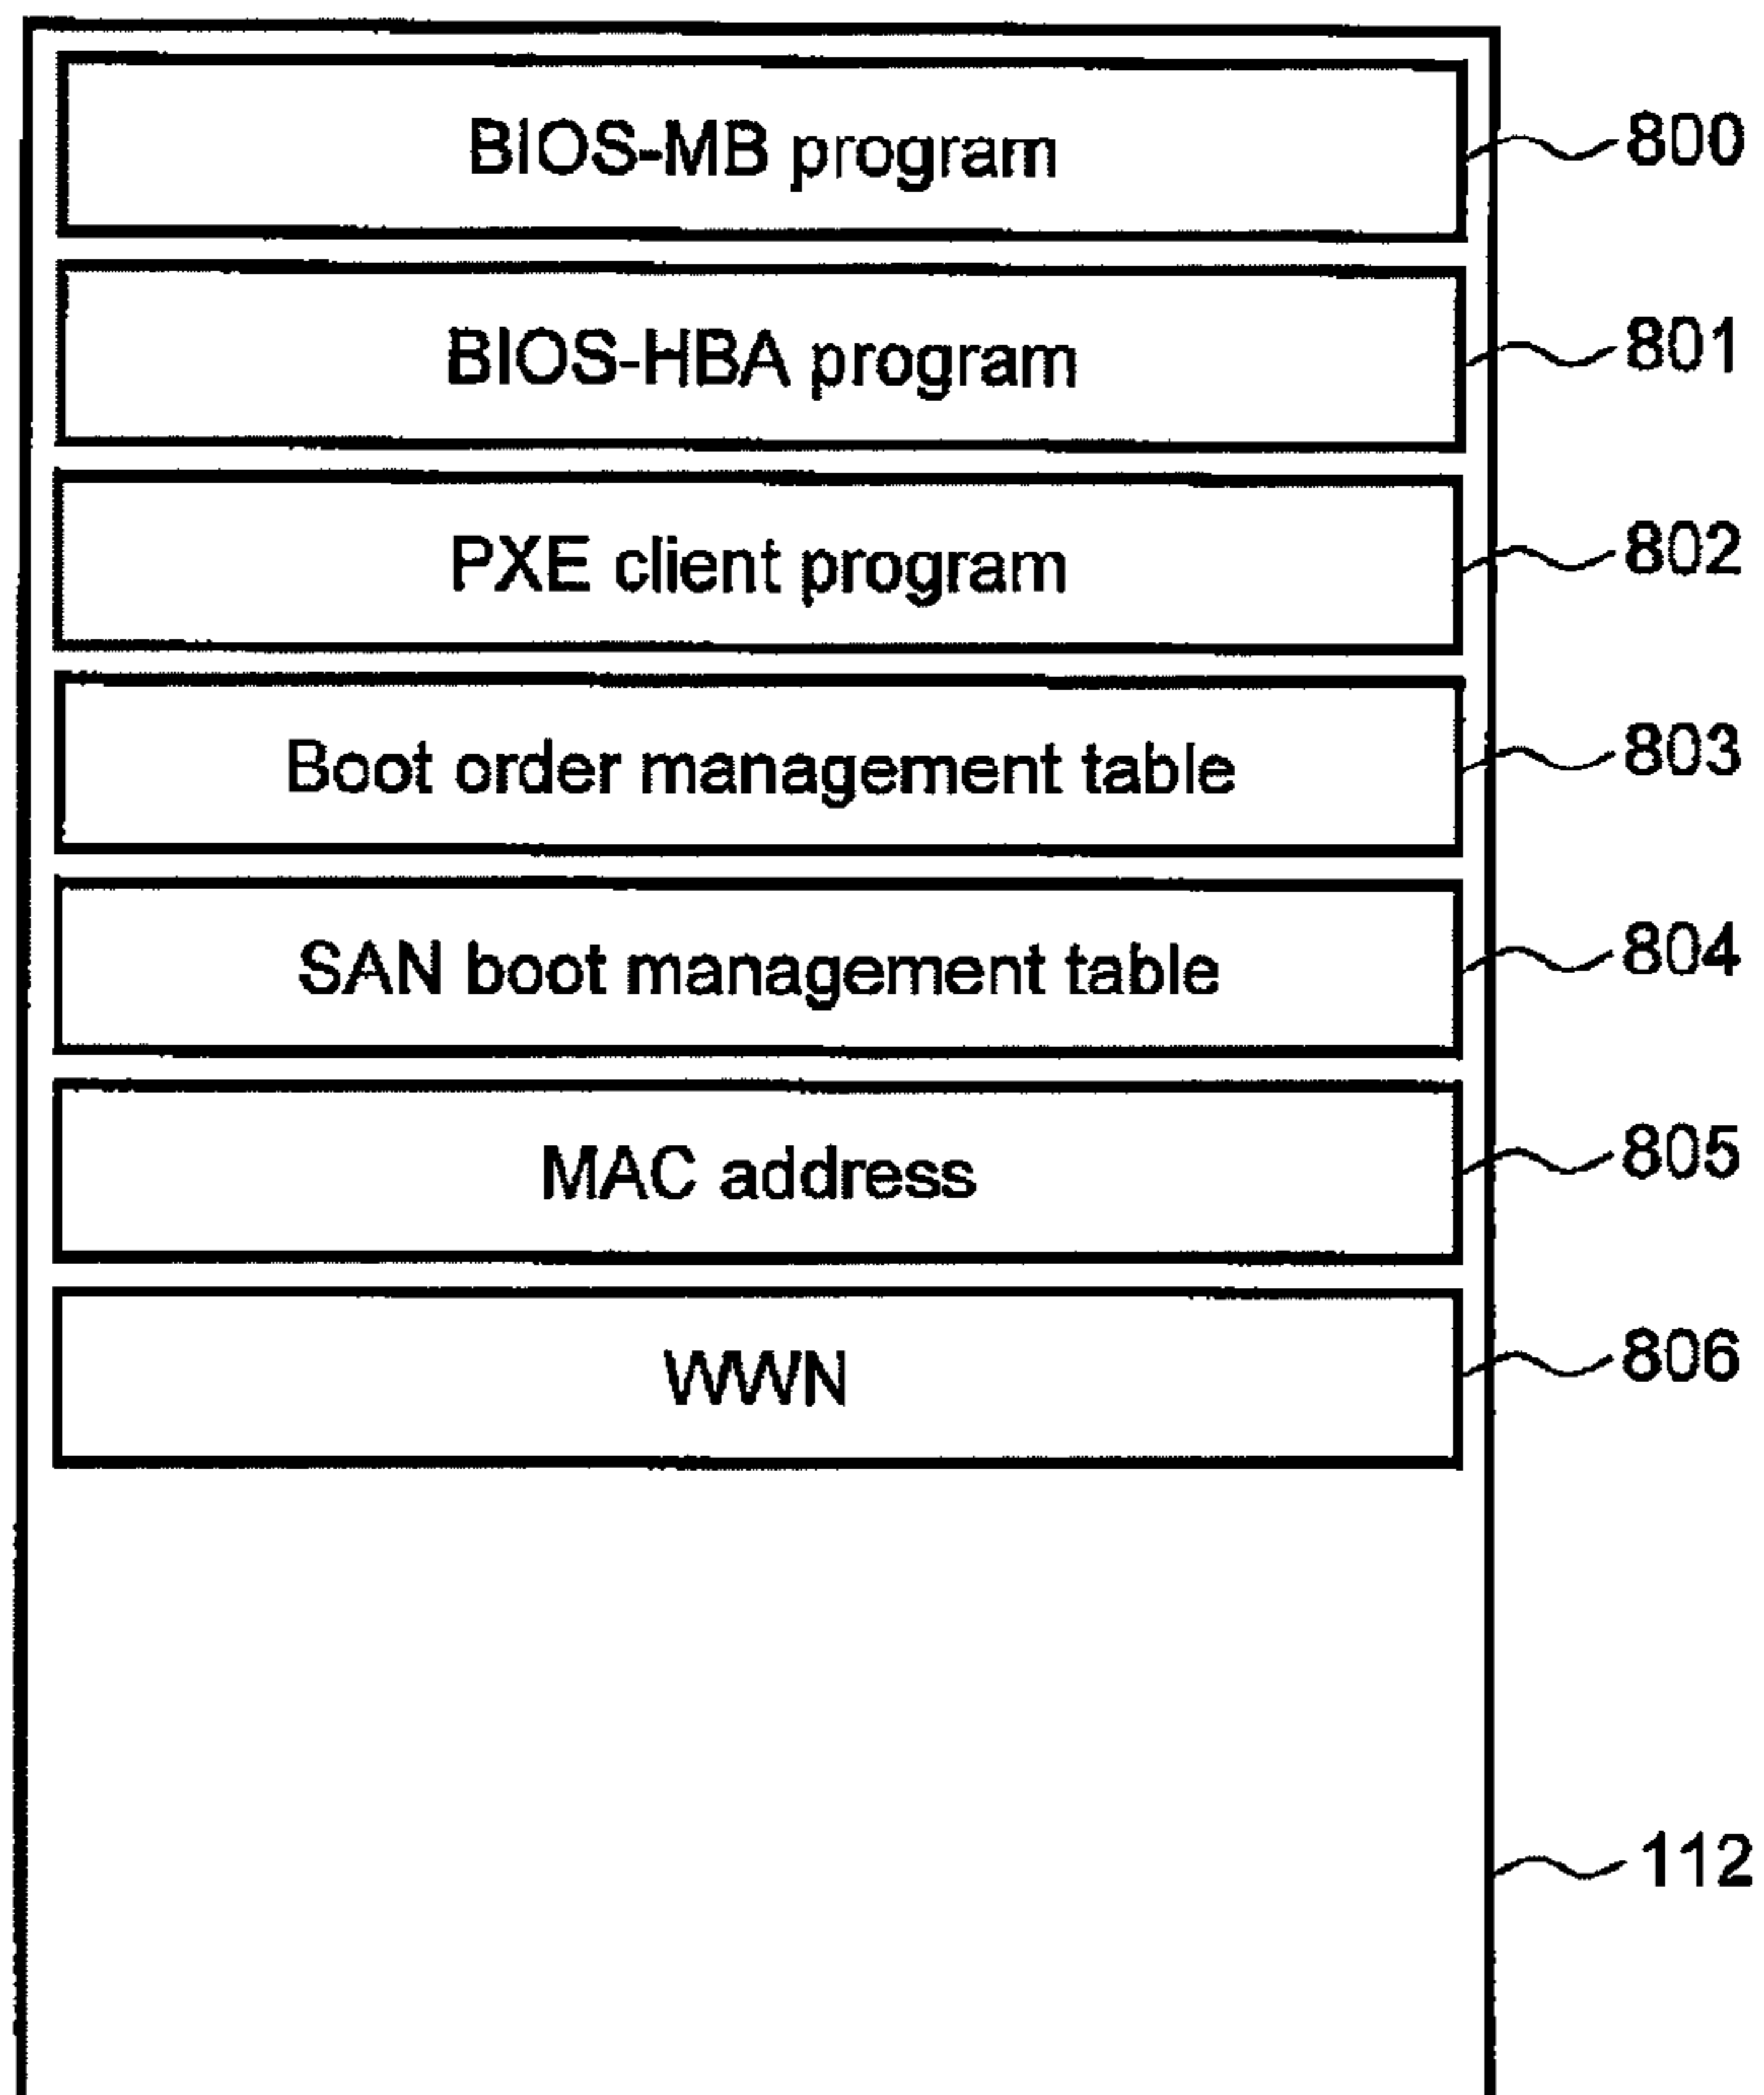 BIOS-MB program 800
BIOS-HBA program 801
PXE client program 802
Boot order management table 803
SAN boot management table 804
MAC address 805
WWN 806
112